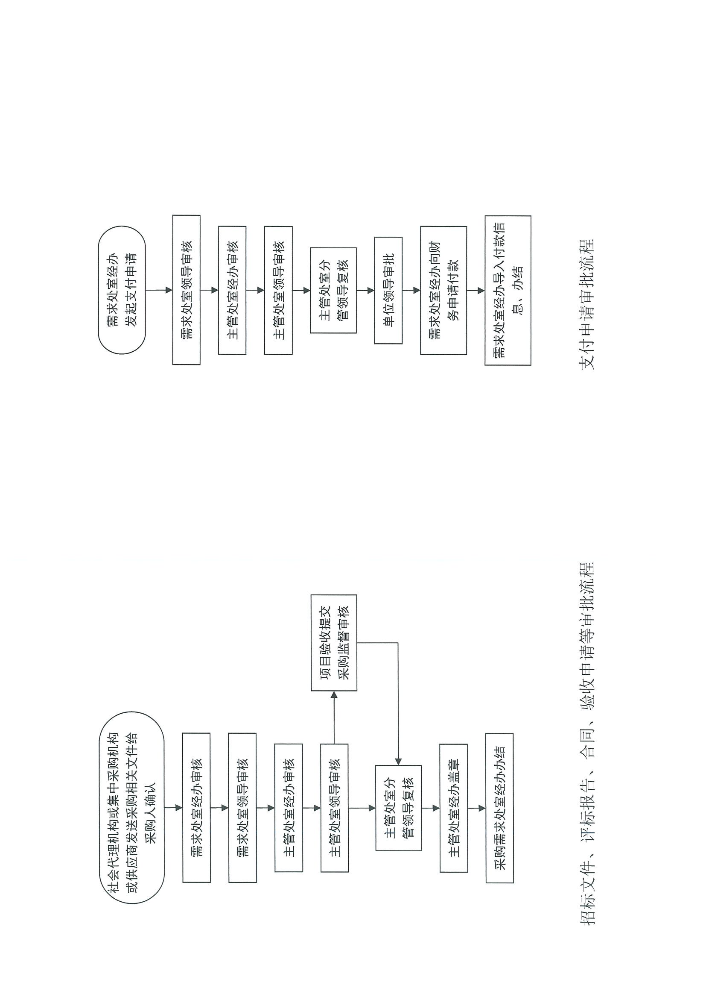 社会代理机构或集中采购机构
或供应商发送采购相关文件给
采购人确认
需求处室经办审核
需求处室领导审核
主管处室经办审核
主管处室领导审核
项目验收提交
采购监督审核
主管处室分
管领导复核
主管处室经办盖章
采购需求处室经办办结
招标文件、评标报告、合同、验收申请等审批流程
需求处室经办
发起支付申请
需求处室领导审核
主管处室经办审核
主管处室领导审核
主管处室分
管领导复核
单位领导审批
需求处室经办向财
务申请付款
需求处室经办导入付款信
息、办结
支付申请审批流程